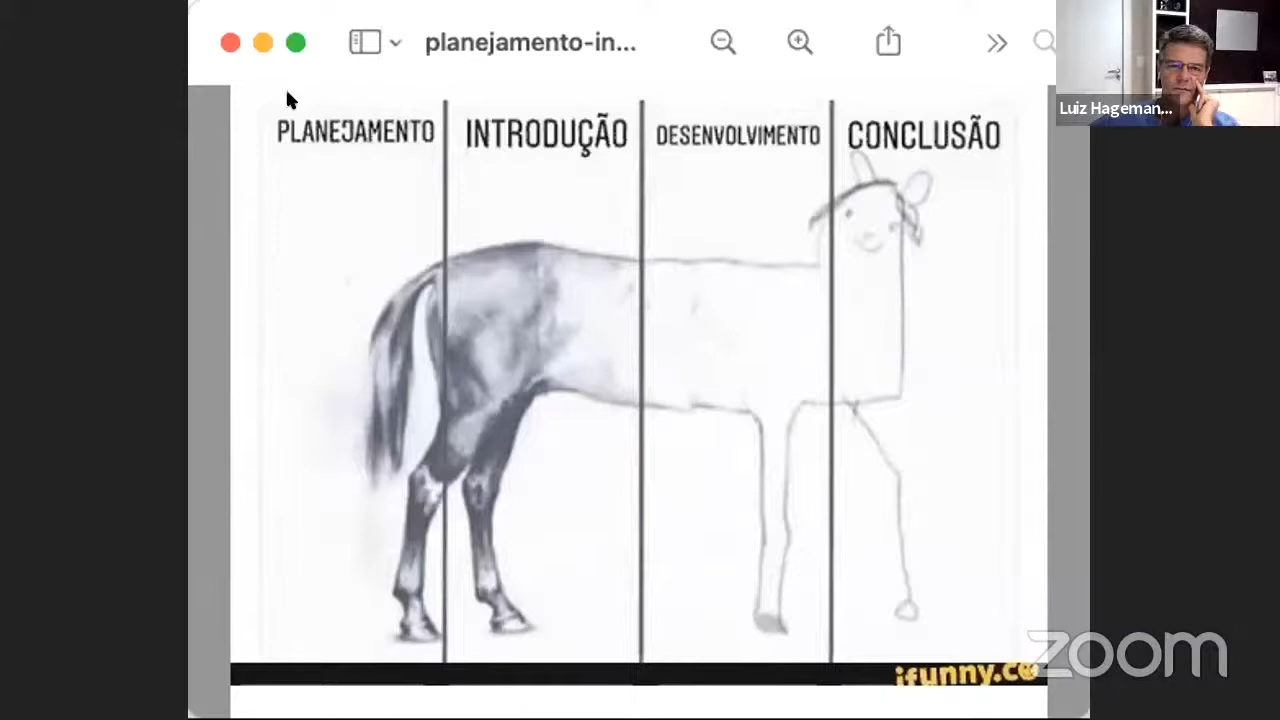 planejamento-in...
Luiz Hageman...
PLANEJAMENTO
INTRODUÇÃO
DESENVOLVIMENTO
CONCLUSÃO
ifunny.co
zoom